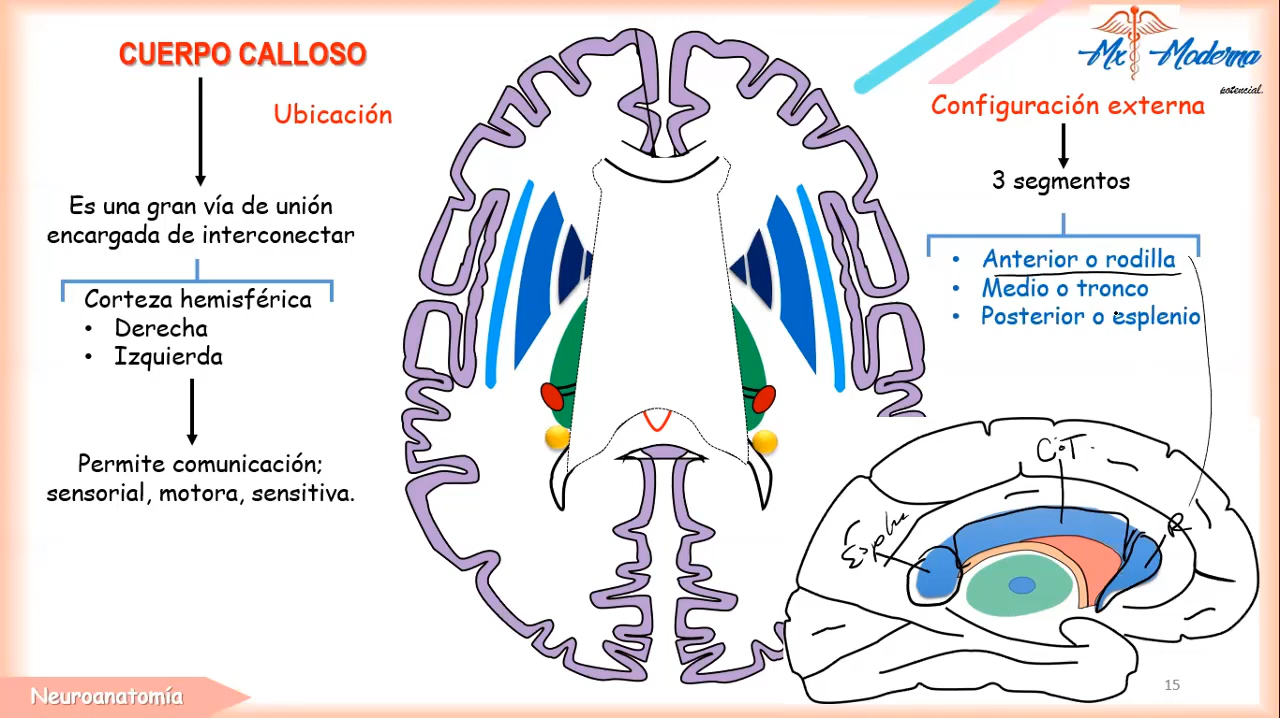 CUERPO CALLOSO
Ubicación
Es una gran vía de unión
encargada de interconectar
Corteza hemisférica
• Derecha
• Izquierda
Permite comunicación;
sensorial, motora, sensitiva.
Mx Moderna
potencial.
Configuración externa
3 segmentos
• Anterior o rodilla
• Medio o tronco
• Posterior o esplenio
C.T.
R
Neuroanatomía
15